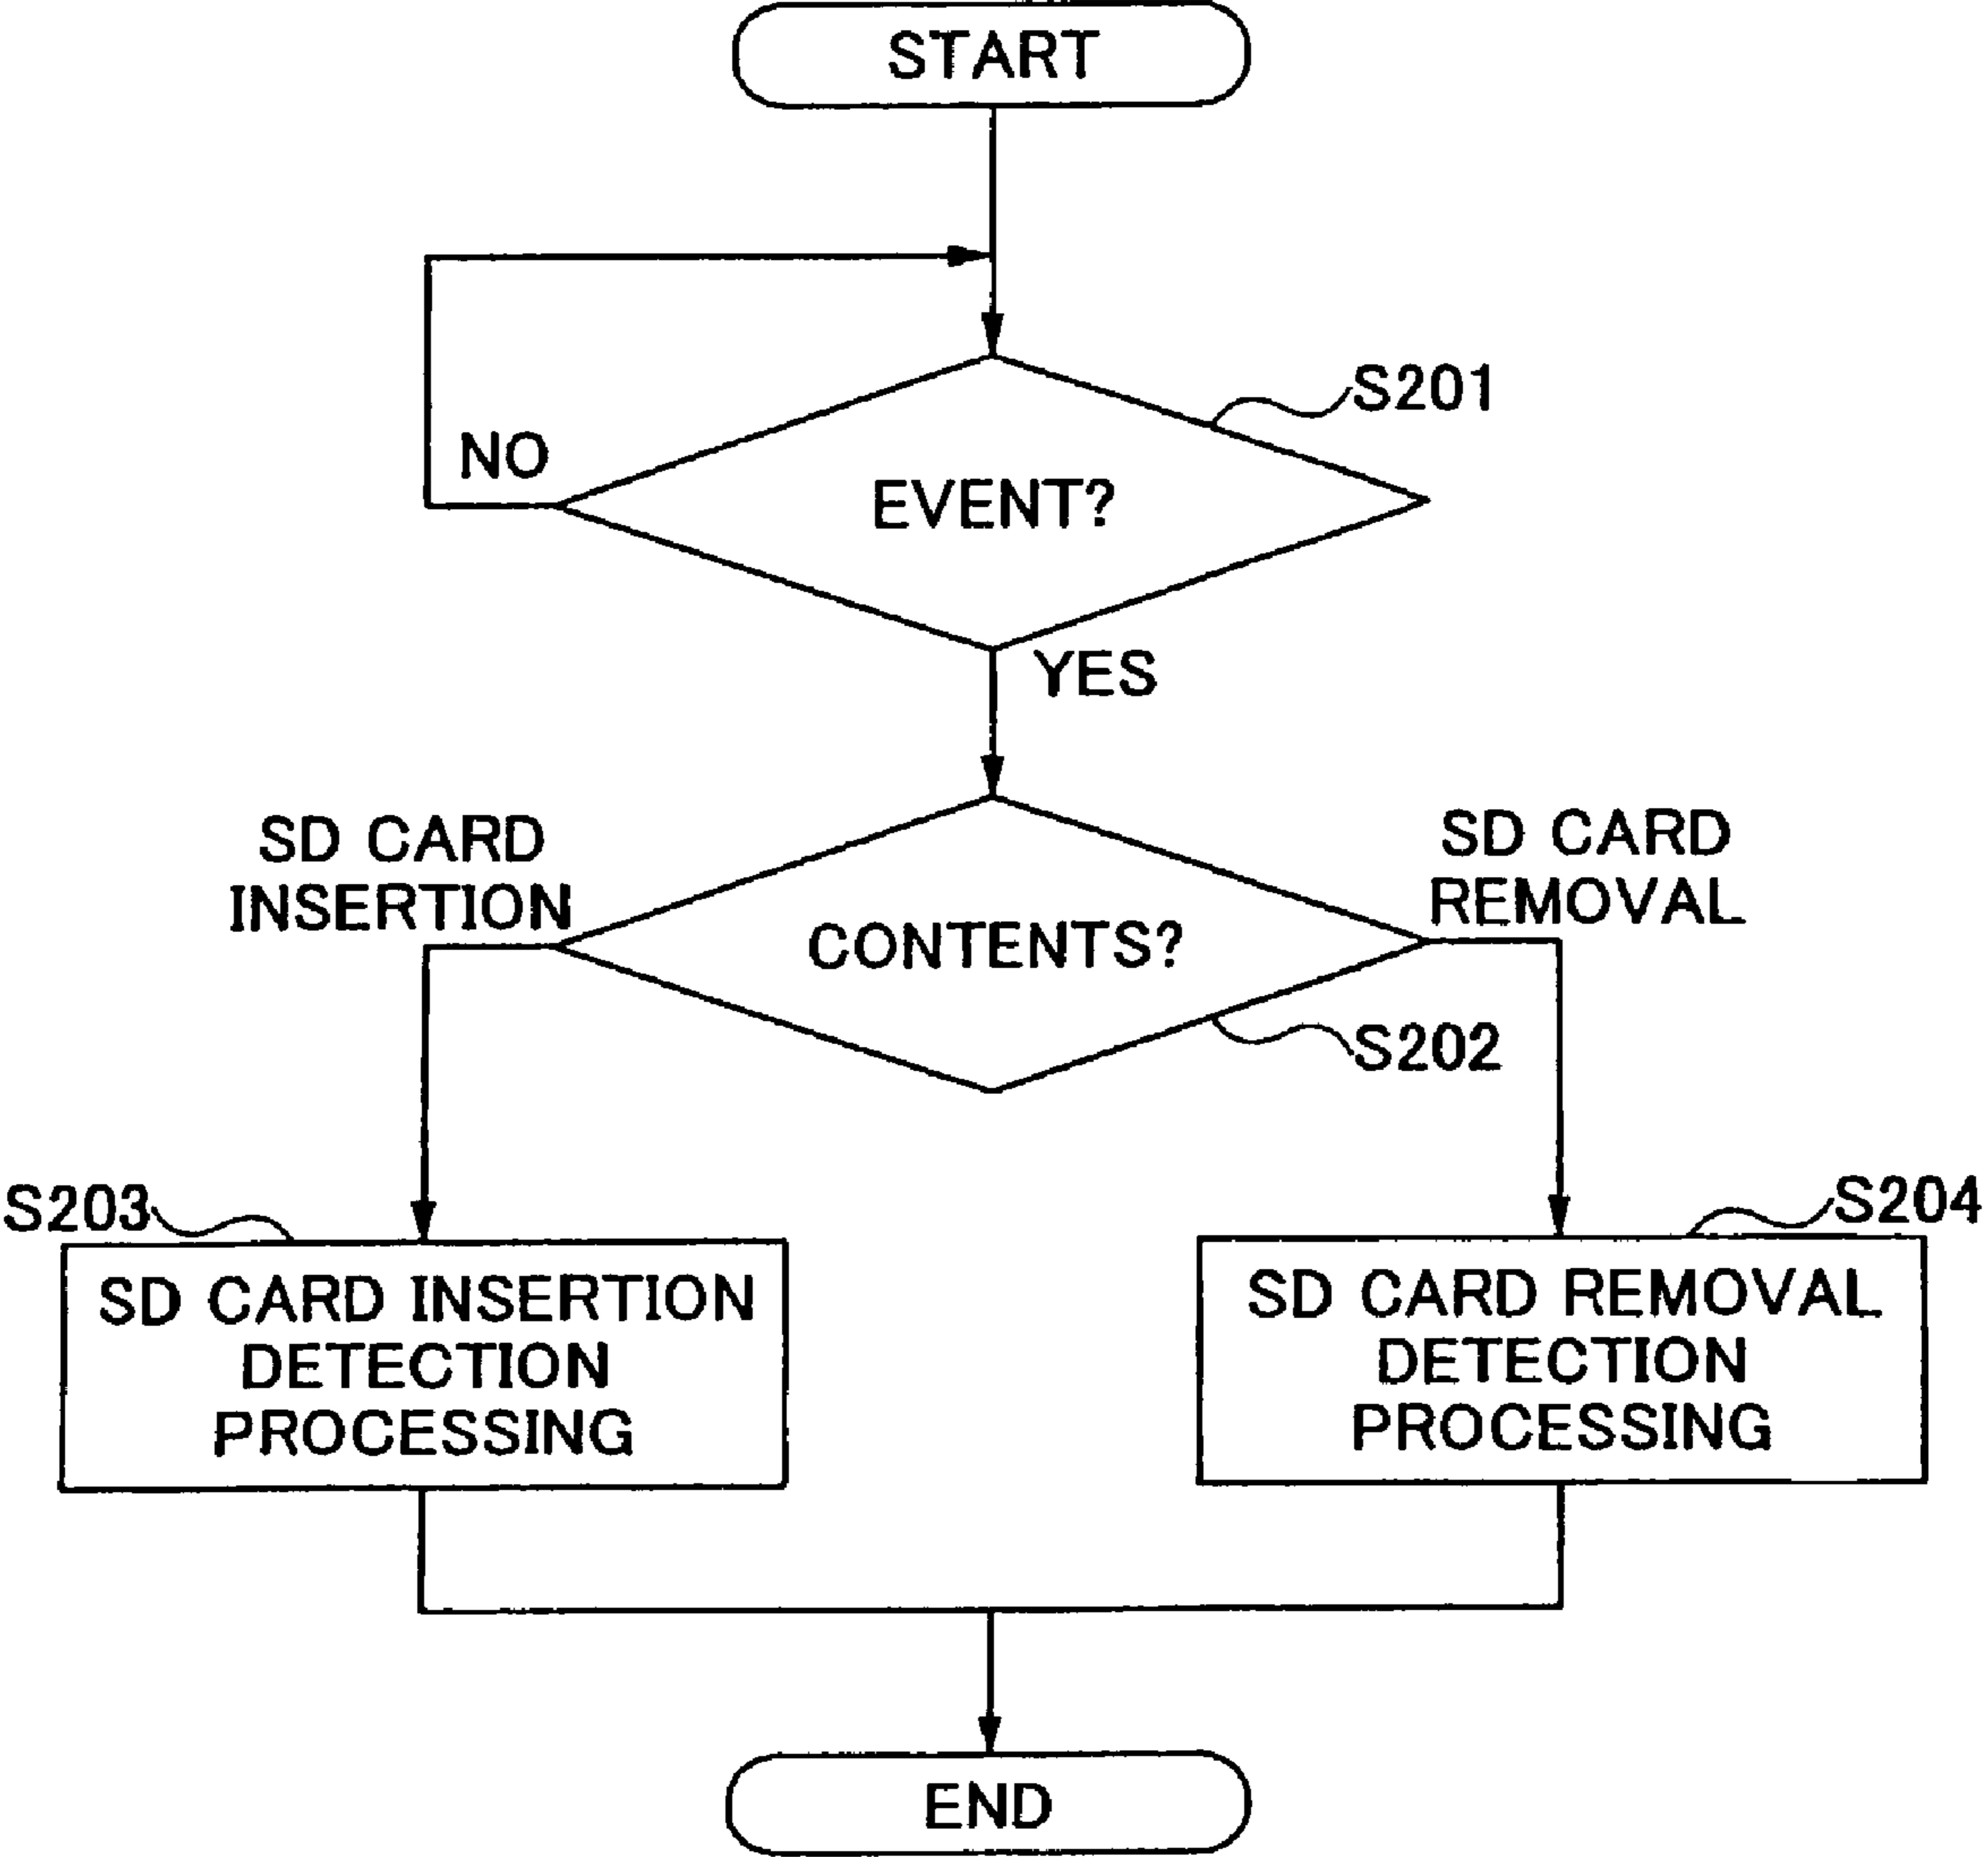 START
S201
NO
EVENT?
YES
SD CARD
INSERTION
SD CARD
REMOVAL
CONTENTS?
S202
S203
S204
SD CARD INSERTION
DETECTION
PROCESSING
SD CARD REMOVAL
DETECTION
PROCESSING
END